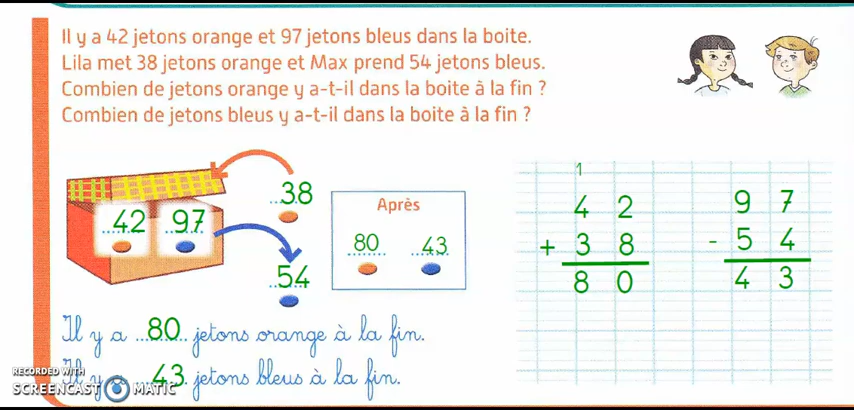 Il y a 42 jetons orange et 97 jetons bleus dans la boite.
Lila met 38 jetons orange et Max prend 54 jetons bleus.
Combien de jetons orange y a-t-il dans la boite à la fin ?
Combien de jetons bleus y a-t-il dans la boite à la fin ?
42 97
38
54
Après
80 43
1
4 2
+ 3 8
8 0
9 7
- 5 4
4 3
Il y a 80 jetons orange à la fin.
Il y a 43 jetons bleus à la fin.
RECORDED WITH
SCREENCAST MATIC